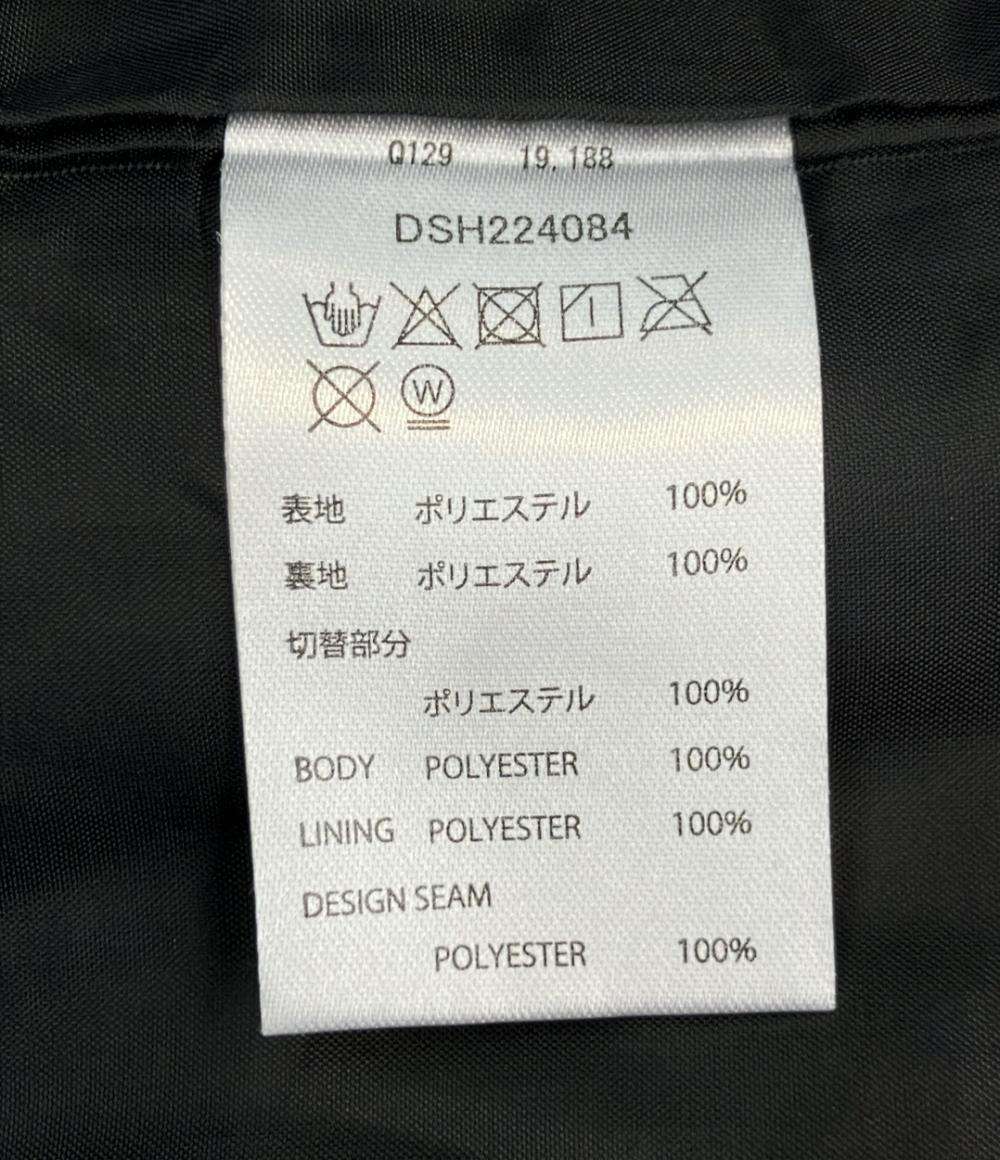 Q129 19.188
DSH224084
W
表地 ポリエステル 100%
裏地 ポリエステル 100%
切替部分
ポリエステル 100%
BODY POLYESTER 100%
LINING POLYESTER 100%
DESIGN SEAM
POLYESTER 100%